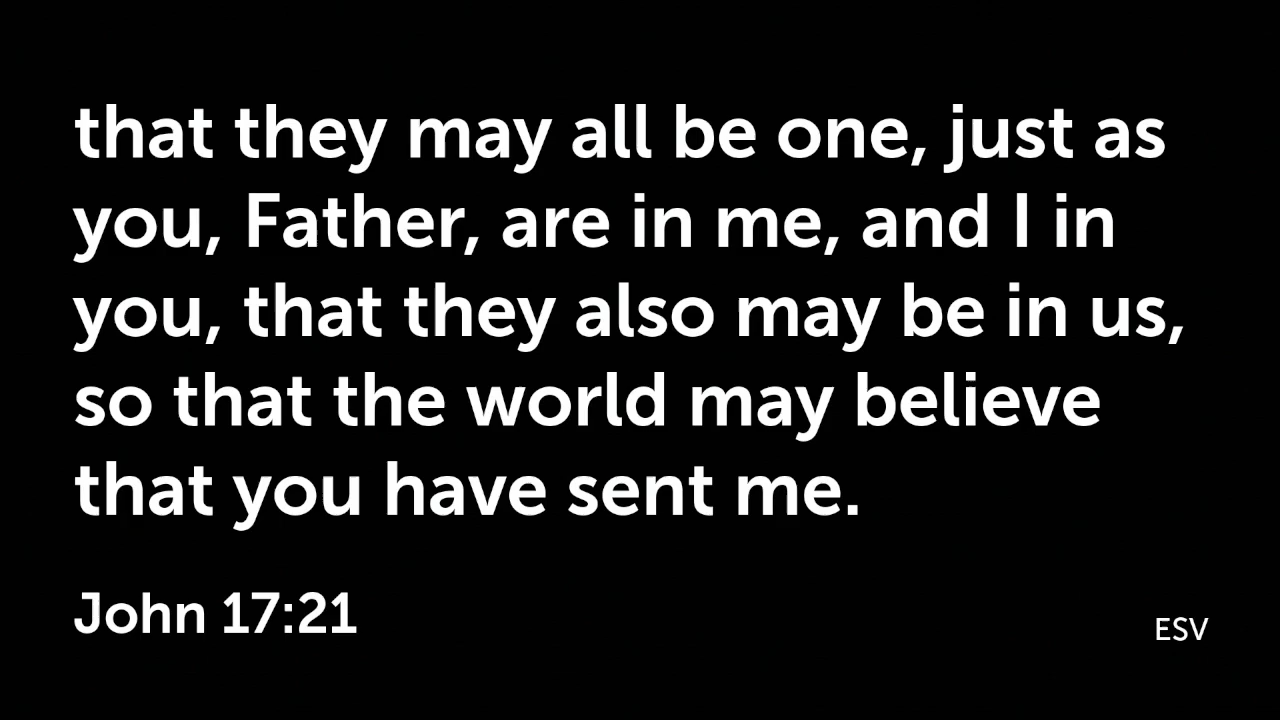 that they may all be one, just as
you, Father, are in me, and I in
you, that they also may be in us,
so that the world may believe
that you have sent me.
John 17:21
ESV